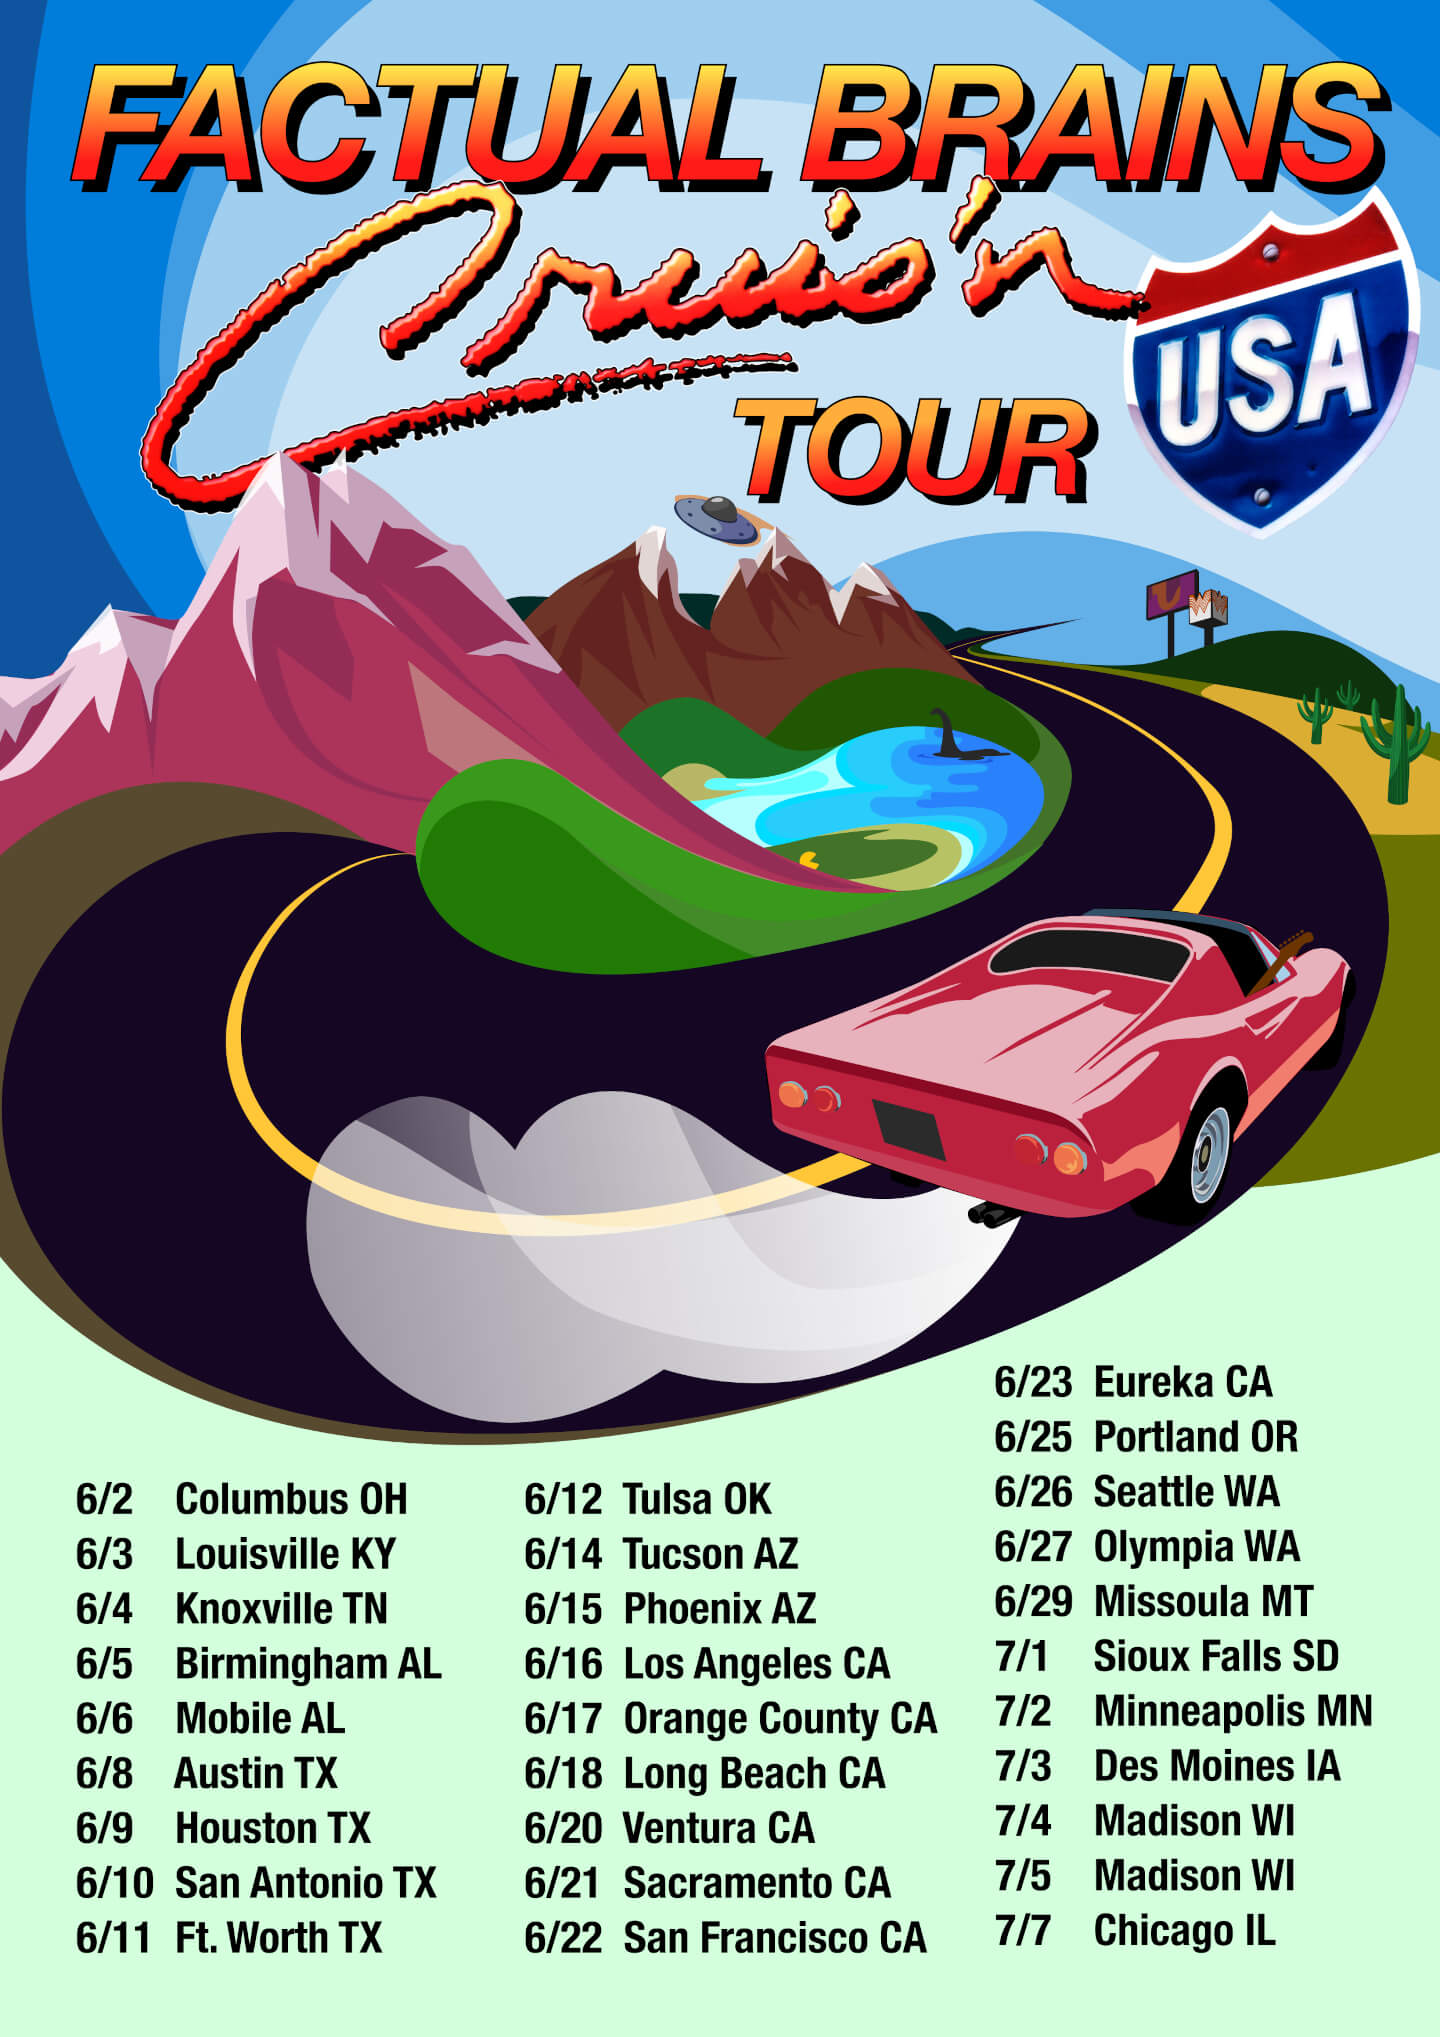 FACTUAL BRAINS
Cruis'n
USA
TOUR
6/2 Columbus OH
6/3 Louisville KY
6/4 Knoxville TN
6/5 Birmingham AL
6/6 Mobile AL
6/8 Austin TX
6/9 Houston TX
6/10 San Antonio TX
6/11 Ft. Worth TX
6/12 Tulsa OK
6/14 Tucson AZ
6/15 Phoenix AZ
6/16 Los Angeles CA
6/17 Orange County CA
6/18 Long Beach CA
6/20 Ventura CA
6/21 Sacramento CA
6/22 San Francisco CA
6/23 Eureka CA
6/25 Portland OR
6/26 Seattle WA
6/27 Olympia WA
6/29 Missoula MT
7/1 Sioux Falls SD
7/2 Minneapolis MN
7/3 Des Moines IA
7/4 Madison WI
7/5 Madison WI
7/7 Chicago IL